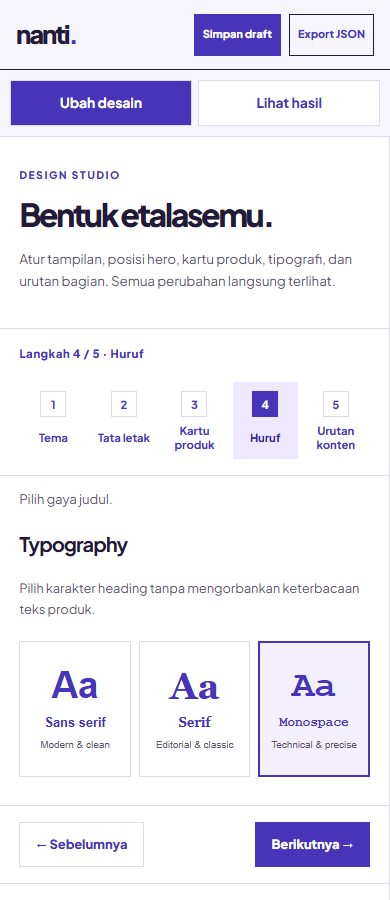 nanti.
Simpan draft
Export JSON
Ubah desain
Lihat hasil
DESIGN STUDIO
Bentuk etalasemu.
Atur tampilan, posisi hero, kartu produk, tipografi, dan
urutan bagian. Semua perubahan langsung terlihat.
Langkah 4 / 5 · Huruf
1
Tema
2
Tata letak
3
Kartu
produk
4
Huruf
5
Urutan
konten
Pilih gaya judul.
Typography
Pilih karakter heading tanpa mengorbankan keterbacaan
teks produk.
Aa
Sans serif
Modern & clean
Aa
Serif
Editorial & classic
Aa
Monospace
Technical & precise
← Sebelumnya
Berikutnya →